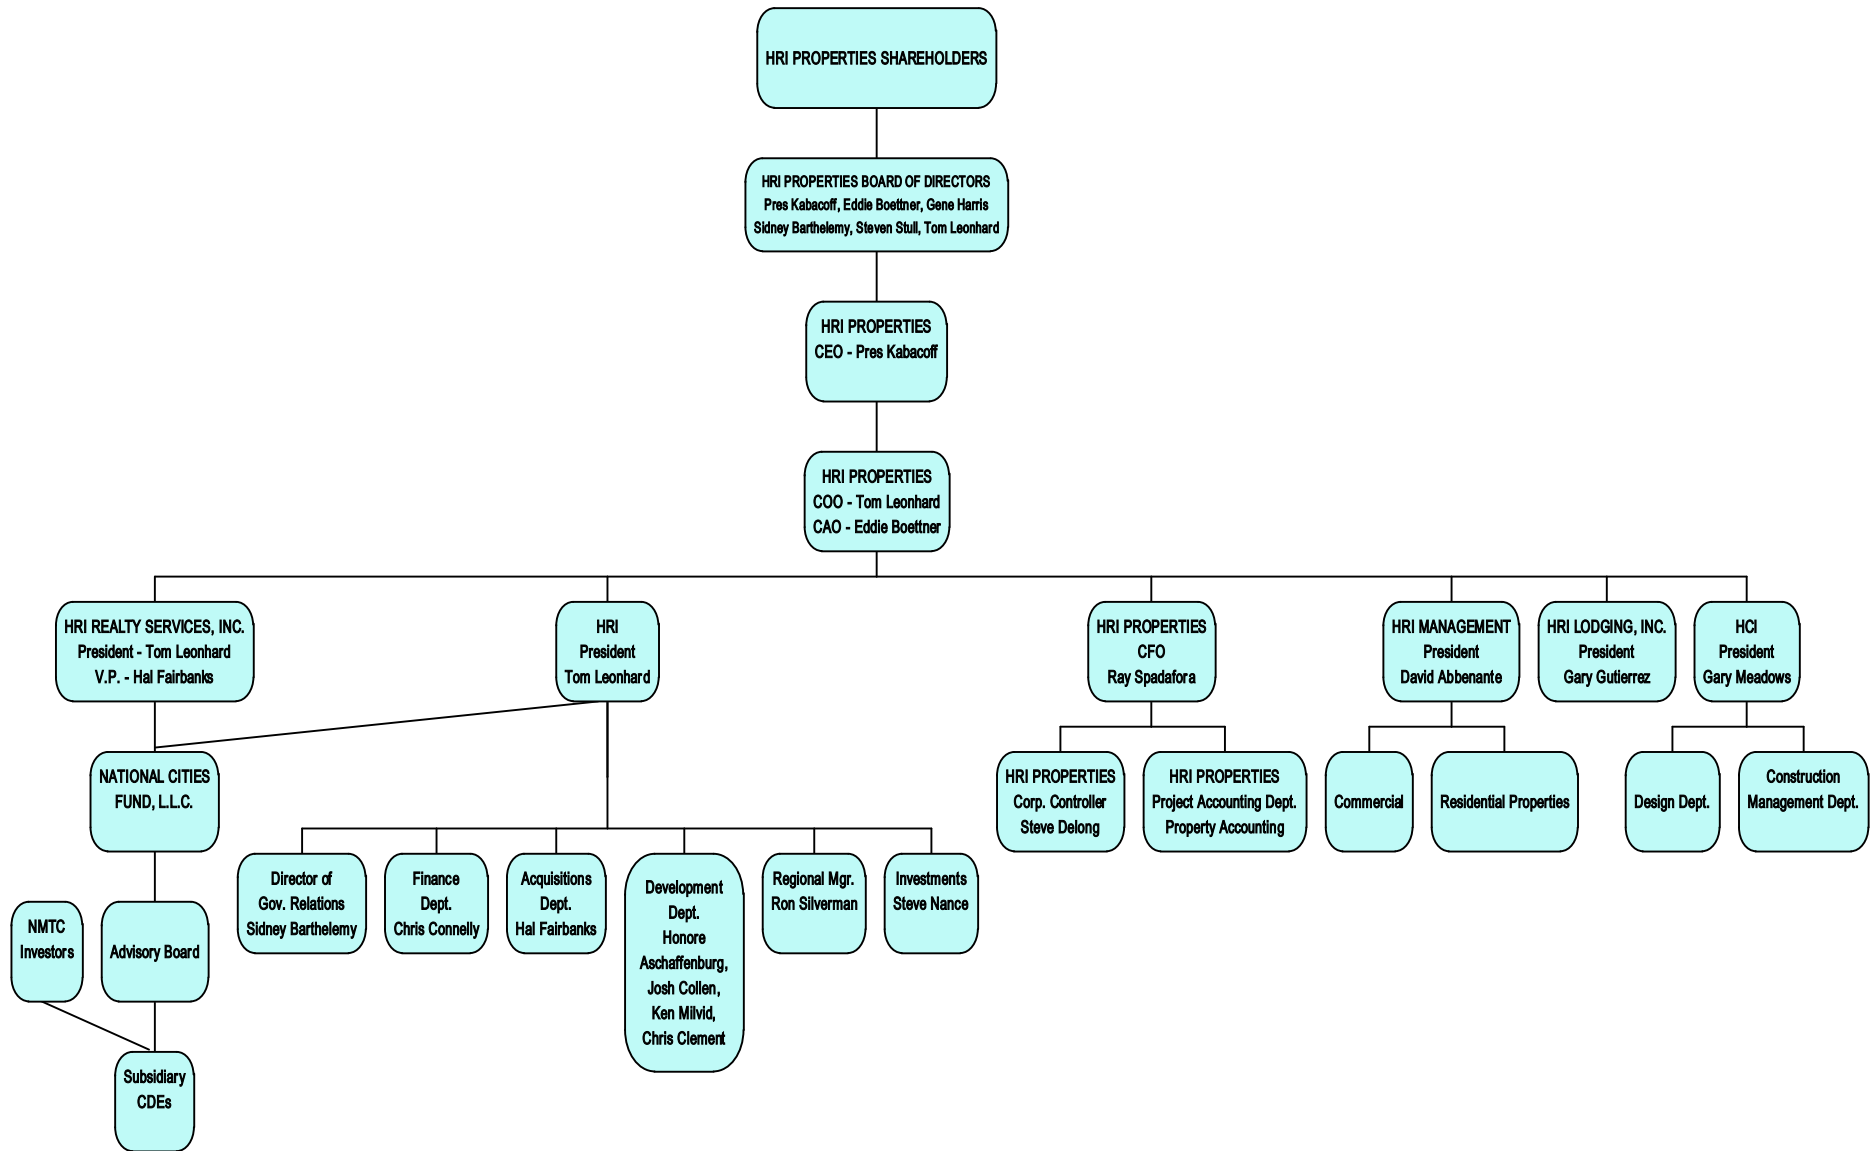 HRI PROPERTIES SHAREHOLDERS
HRI PROPERTIES BOARD OF DIRECTORS
Pres Kabacoff, Eddie Boettner, Gene Harris
Sidney Barthelemy, Steven Stull, Tom Leonhard
HRI PROPERTIES
CEO - Pres Kabacoff
HRI PROPERTIES
COO - Tom Leonhard
CAO - Eddie Boettner
HRI REALTY SERVICES, INC.
President - Tom Leonhard
V.P. - Hal Fairbanks
HRI
President
Tom Leonhard
HRI PROPERTIES
CFO
Ray Spadafora
HRI MANAGEMENT
President
David Abbenante
HRI LODGING, INC.
President
Gary Gutierrez
HCI
President
Gary Meadows
NATIONAL CITIES
FUND, L.L.C.
HRI PROPERTIES
Corp. Controller
Steve Delong
HRI PROPERTIES
Project Accounting Dept.
Property Accounting
Commercial
Residential Properties
Design Dept.
Construction
Management Dept.
Director of
Gov. Relations
Sidney Barthelemy
Finance
Dept.
Chris Connelly
Acquisitions
Dept.
Hal Fairbanks
Development
Dept.
Honore
Aschaffenburg,
Josh Collen,
Ken Milvid,
Chris Clement
Regional Mgr.
Ron Silverman
Investments
Steve Nance
NMTC
Investors
Advisory Board
Subsidiary
CDEs